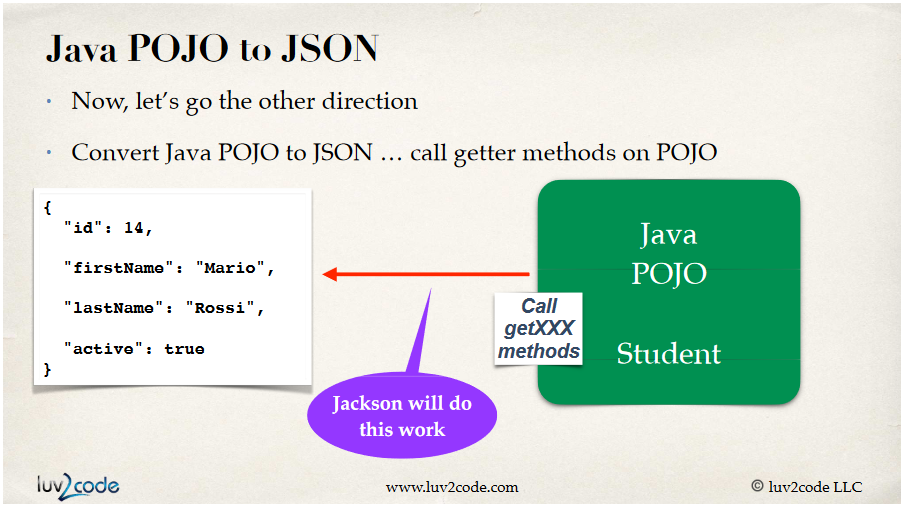 Java POJO to JSON
• Now, let's go the other direction
• Convert Java POJO to JSON … call getter methods on POJO
{
"id": 14,
"firstName": "Mario",
"lastName": "Rossi",
"active": true
}
Java
POJO
Student
Call
getXXX
methods
Jackson will do
this work
luv2code
www.luv2code.com
© luv2code LLC